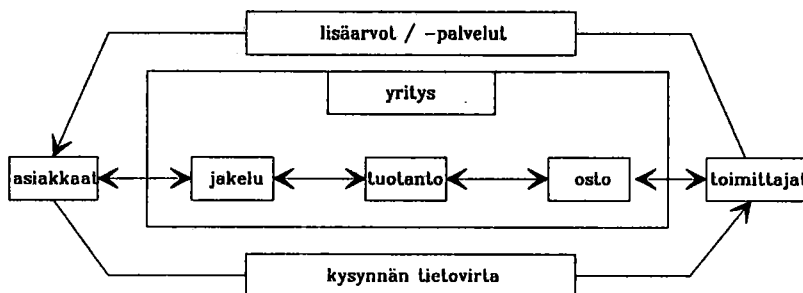 lisäarvot / -palvelut
yritys
asiakkaat jakelu tuotanto osto toimittajat
kysynnän tietovirta